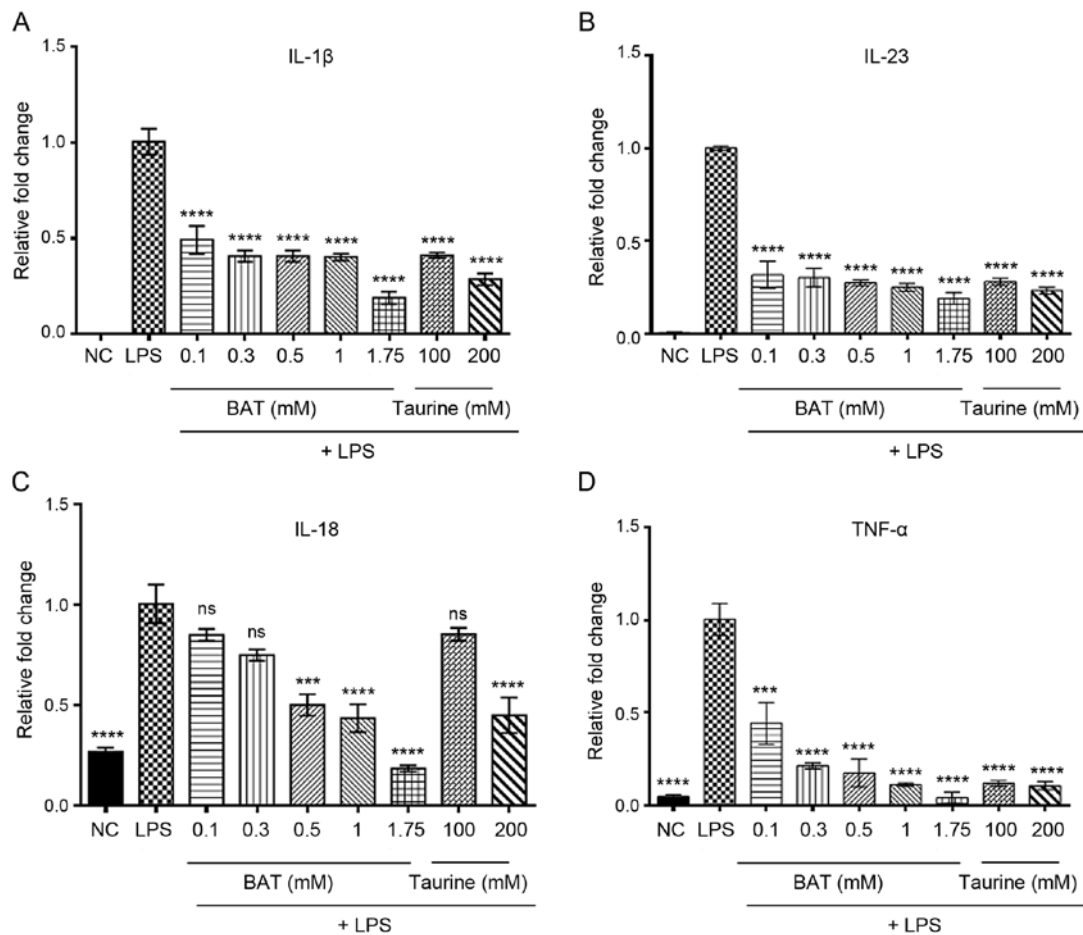 A
IL-1β
Relative fold change
1.5
1.0
0.5
0.0
**** **** **** **** **** **** ****
NC LPS 0.1 0.3 0.5 1 1.75 100 200
BAT (mM) Taurine (mM)
+ LPS
B
IL-23
Relative fold change
1.5
1.0
0.5
0.0
**** **** **** **** **** **** ****
NC LPS 0.1 0.3 0.5 1 1.75 100 200
BAT (mM) Taurine (mM)
+ LPS
C
IL-18
Relative fold change
1.5
1.0
0.5
0.0
**** ns ns *** **** **** ns ****
NC LPS 0.1 0.3 0.5 1 1.75 100 200
BAT (mM) Taurine (mM)
+ LPS
D
TNF-α
Relative fold change
1.5
1.0
0.5
0.0
**** *** **** **** **** **** **** ****
NC LPS 0.1 0.3 0.5 1 1.75 100 200
BAT (mM) Taurine (mM)
+ LPS